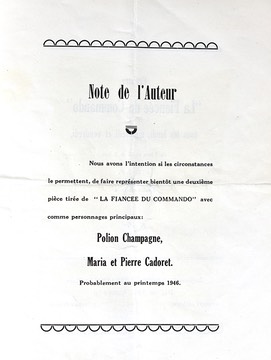 Note de l'Auteur
Nous avons l'intention si les circonstances
le permettent, de faire représenter bientôt une deuxième
pièce tirée de "LA FIANCEE DU COMMANDO" avec
comme personnages principaux:
Polion Champagne,
Maria et Pierre Cadoret.
Probablement au printemps 1946.